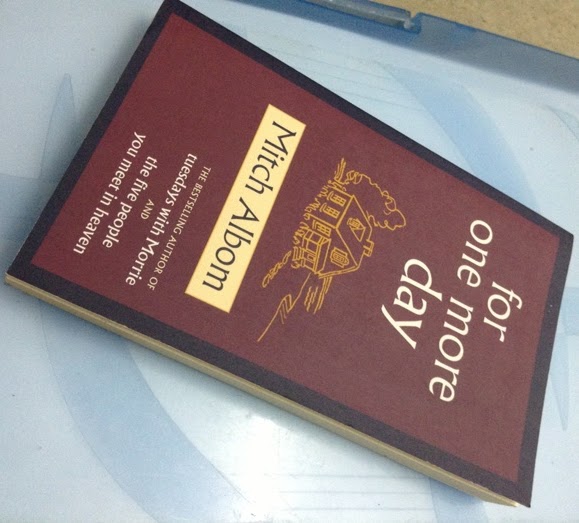 for
one more
day
Mitch Albom
THE BESTSELLING AUTHOR OF
tuesdays with Morrie
AND
the five people
you meet in heaven